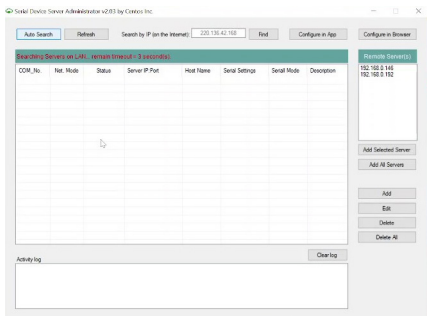 Serial Device Server Administrator v2.03 by Centos Inc.
Auto Search Refresh Search by IP (on the Internet) 220.136.42.168 Find Configure in App Configure in Browser
Searching Servers on LAN... remain timeout= 3 second(s)
COM_No. Net. Mode Status Server IP:Port Host Name Serial Settings Serial Mode Description
Remote Server(s)
192.168.0.146
192.168.0.192
Add Selected Server
Add All Servers
Add
Edit
Delete
Delete All
Activity log Clear log